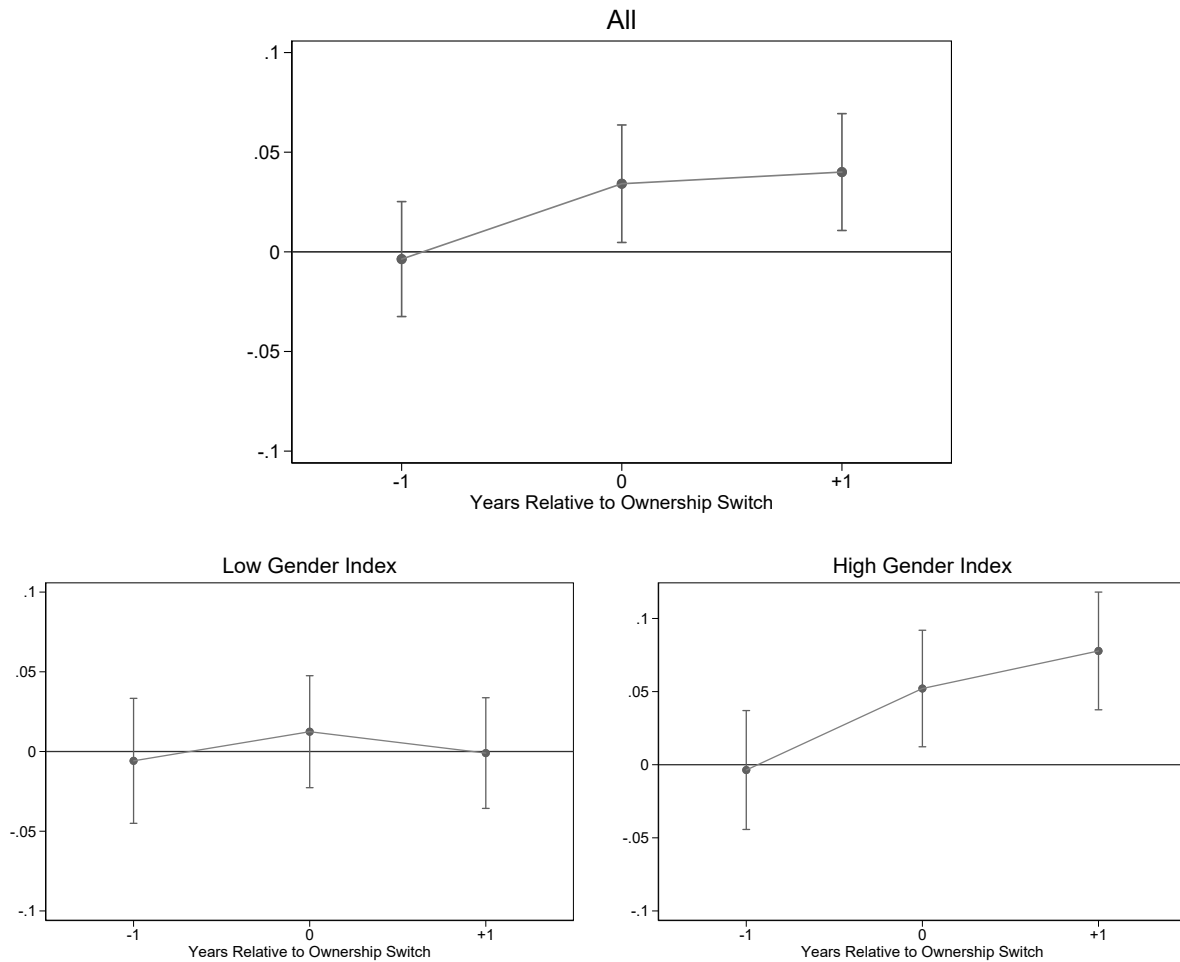 All
.1
.05
0
-.05
-.1
-1 0 +1
Years Relative to Ownership Switch
Low Gender Index
.1
.05
0
-.05
-.1
-1 0 +1
Years Relative to Ownership Switch
High Gender Index
.1
.05
0
-.05
-.1
-1 0 +1
Years Relative to Ownership Switch